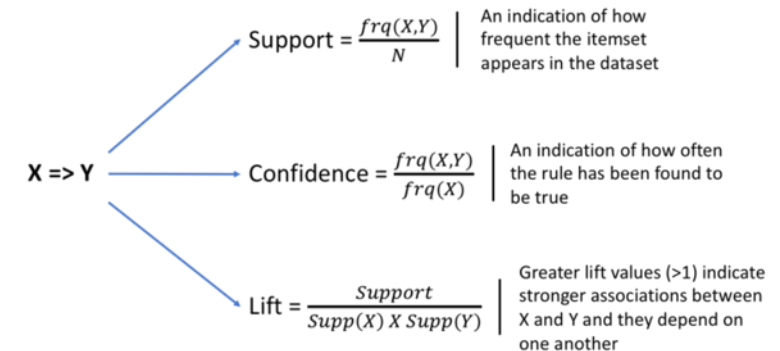 Support = frq(X,Y) / N
An indication of how
frequent the itemset
appears in the dataset
X => Y
Confidence = frq(X,Y) / frq(X)
An indication of how often
the rule has been found to
be true
Lift = Support / Supp(X) X Supp(Y)
Greater lift values (>1) indicate
stronger associations between
X and Y and they depend on
one another